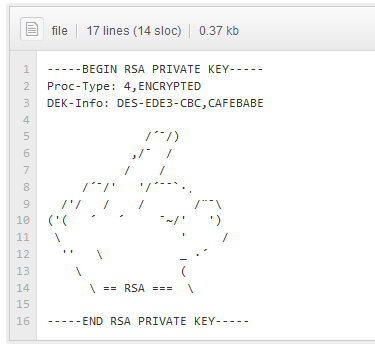 file 17 lines (14 sloc) 0.37 kb
1 -----BEGIN RSA PRIVATE KEY-----
2 Proc-Type: 4,ENCRYPTED
3 DEK-Info: DES-EDE3-CBC,CAFEBABE
4
5               /´¯/)
6             ,/¯  /
7            /    /
8      /´¯/'   '/´¯¯`·¸
9   /'/   /    /       /¨¯\
10 ('(   ´   ´     ¯~/'   ')
11  \                 '     /
12   ''   \           _ ·´
13     \              (
14       \ == RSA ===  \
15
16 -----END RSA PRIVATE KEY-----